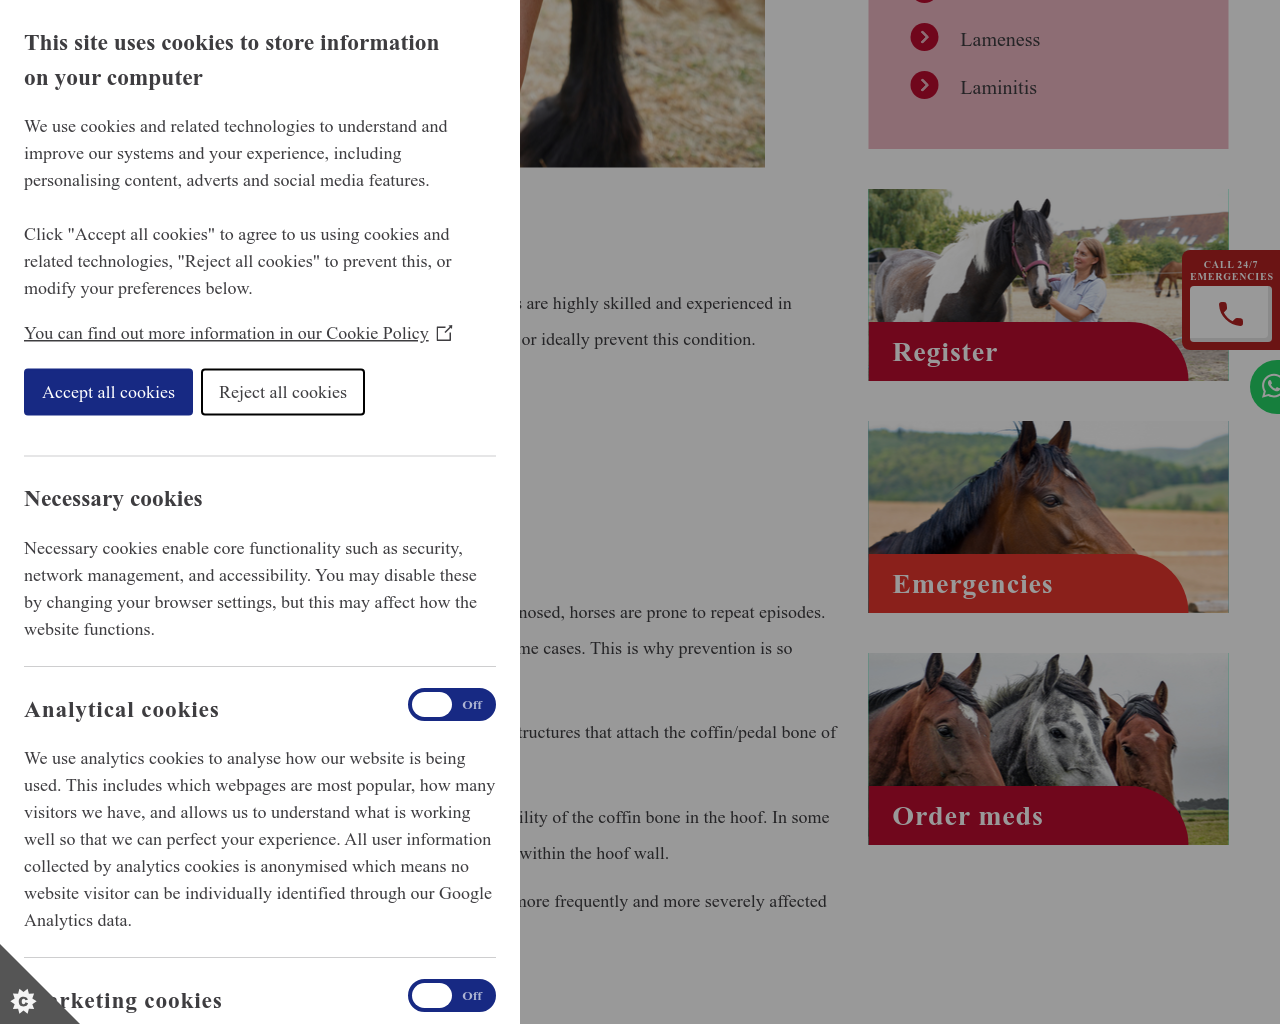 This site uses cookies to store information
on your computer
We use cookies and related technologies to understand and
improve our systems and your experience, including
personalising content, adverts and social media features.
Click "Accept all cookies" to agree to us using cookies and
related technologies, "Reject all cookies" to prevent this, or
modify your preferences below.
You can find out more information in our Cookie Policy
Accept all cookies
Reject all cookies
Necessary cookies
Necessary cookies enable core functionality such as security,
network management, and accessibility. You may disable these
by changing your browser settings, but this may affect how the
website functions.
Analytical cookies
Off
We use analytics cookies to analyse how our website is being
used. This includes which webpages are most popular, how many
visitors we have, and allows us to understand what is working
well so that we can perfect your experience. All user information
collected by analytics cookies is anonymised which means no
website visitor can be individually identified through our Google
Analytics data.
rketing cookies
Off
are highly skilled and experienced in
or ideally prevent this condition.
nosed, horses are prone to repeat episodes.
me cases. This is why prevention is so
tructures that attach the coffin/pedal bone of
ility of the coffin bone in the hoof. In some
within the hoof wall.
more frequently and more severely affected
Lameness
Laminitis
Register
Emergencies
Order meds
CALL 24/7
EMERGENCIES